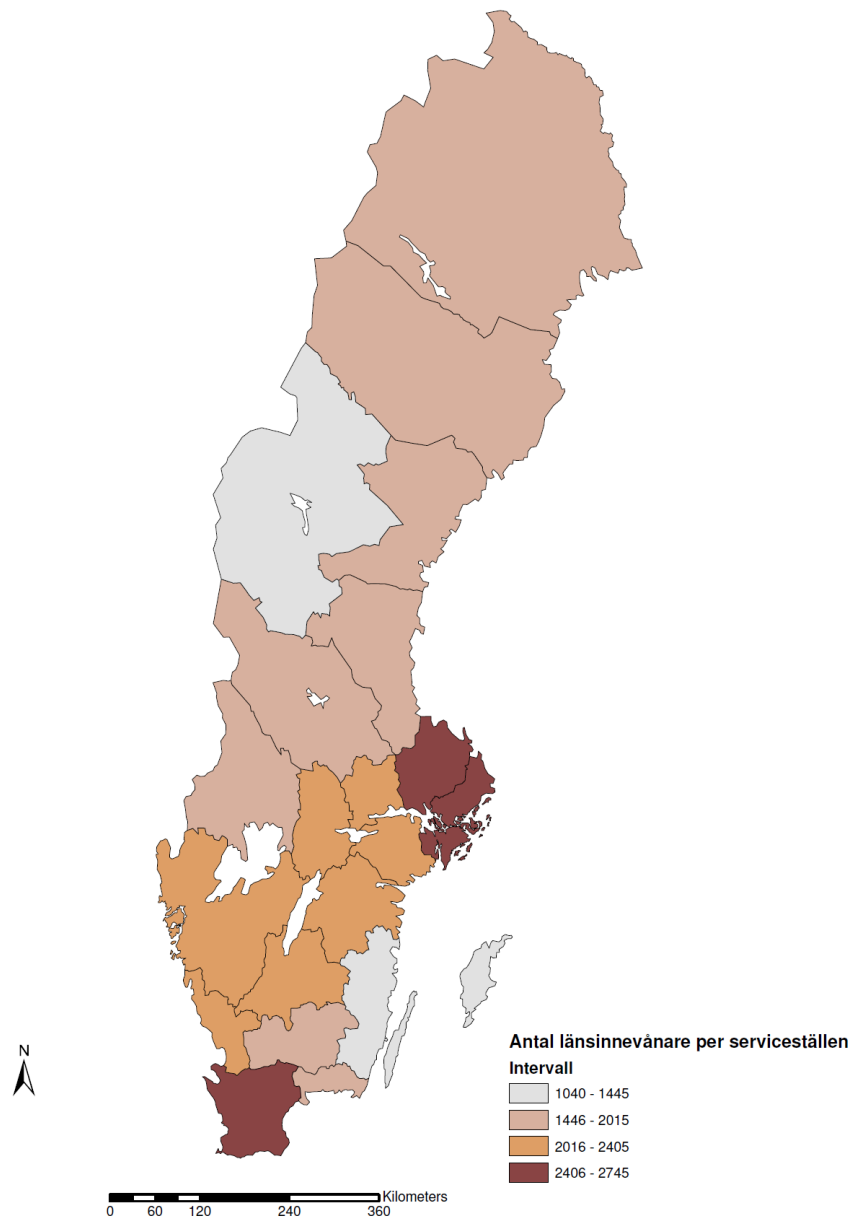 N
Antal länsinnevånare per serviceställen
Intervall
1040 - 1445
1446 - 2015
2016 - 2405
2406 - 2745
Kilometers
0 60 120 240 360